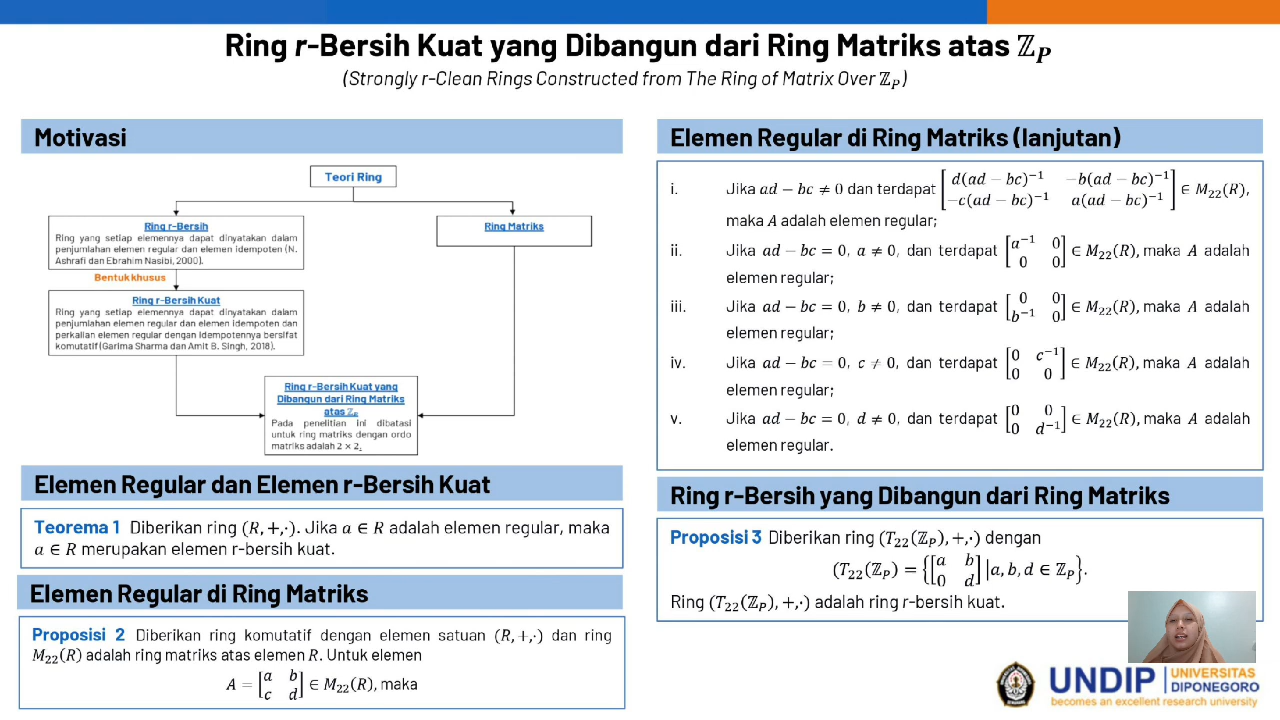 Ring r-Bersih Kuat yang Dibangun dari Ring Matriks atas ℤ_P
(Strongly r-Clean Rings Constructed from The Ring of Matrix Over ℤ_P)
Motivasi
Teori Ring
Ring r-Bersih
Ring yang setiap elemennya dapat dinyatakan dalam
penjumlahan elemen regular dan elemen idempoten (N.
Ashrafi dan Ebrahim Nasibi, 2000).
Ring Matriks
Bentuk khusus
Ring r-Bersih Kuat
Ring yang setiap elemennya dapat dinyatakan dalam
penjumlahan elemen regular dan elemen idempoten dan
perkalian elemen regular dengan idempotennya bersifat
komutatif (Garima Sharma dan Amit B. Singh, 2018).
Ring r-Bersih Kuat yang
Dibangun dari Ring Matriks
atas ℤ_P
Pada penelitian ini dibatasi
untuk ring matriks dengan ordo
matriks adalah 2 × 2.
Elemen Regular dan Elemen r-Bersih Kuat
Teorema 1 Diberikan ring (R,+,·). Jika a ∈ R adalah elemen regular, maka
a ∈ R merupakan elemen r-bersih kuat.
Elemen Regular di Ring Matriks
Proposisi 2 Diberikan ring komutatif dengan elemen satuan (R,+,·) dan ring
M₂₂(R) adalah ring matriks atas elemen R. Untuk elemen
A = [a b; c d] ∈ M₂₂(R), maka
Elemen Regular di Ring Matriks (lanjutan)
i. Jika ad − bc ≠ 0 dan terdapat [d(ad − bc)⁻¹ −b(ad − bc)⁻¹; −c(ad − bc)⁻¹ a(ad − bc)⁻¹] ∈ M₂₂(R),
maka A adalah elemen regular;
ii. Jika ad − bc = 0, a ≠ 0, dan terdapat [a⁻¹ 0; 0 0] ∈ M₂₂(R), maka A adalah
elemen regular;
iii. Jika ad − bc = 0, b ≠ 0, dan terdapat [0 0; b⁻¹ 0] ∈ M₂₂(R), maka A adalah
elemen regular;
iv. Jika ad − bc = 0, c ≠ 0, dan terdapat [0 c⁻¹; 0 0] ∈ M₂₂(R), maka A adalah
elemen regular;
v. Jika ad − bc = 0, d ≠ 0, dan terdapat [0 0; 0 d⁻¹] ∈ M₂₂(R), maka A adalah
elemen regular.
Ring r-Bersih yang Dibangun dari Ring Matriks
Proposisi 3 Diberikan ring (T₂₂(ℤ_P),+,·) dengan
(T₂₂(ℤ_P) = {[a b; 0 d] | a, b, d ∈ ℤ_P}.
Ring (T₂₂(ℤ_P),+,·) adalah ring r-bersih kuat.
UNDIP
UNIVERSITAS
DIPONEGORO
becomes an excellent research university